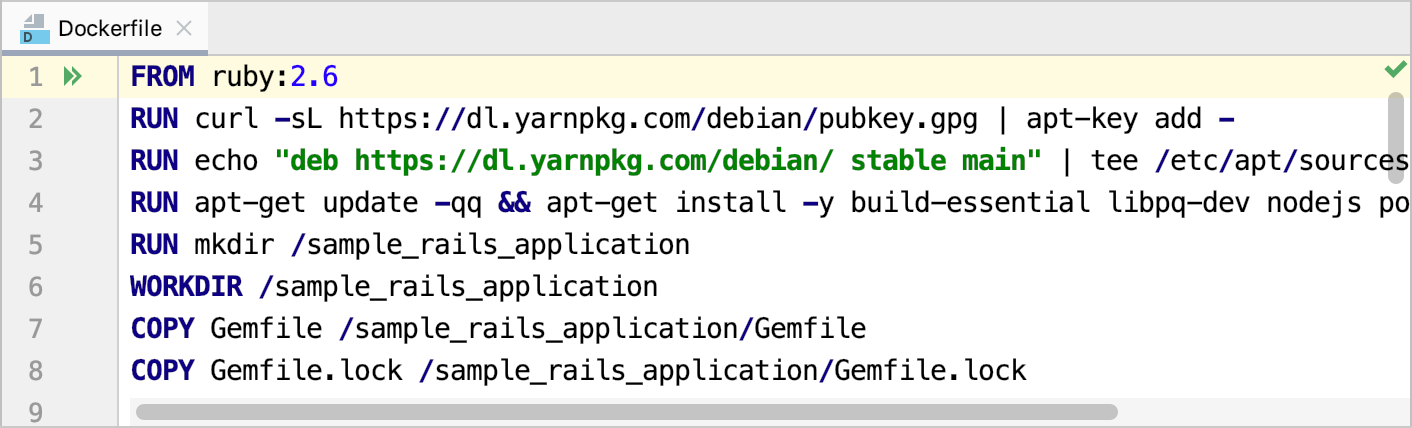 D Dockerfile
1 FROM ruby:2.6
2 RUN curl -sL https://dl.yarnpkg.com/debian/pubkey.gpg | apt-key add -
3 RUN echo "deb https://dl.yarnpkg.com/debian/ stable main" | tee /etc/apt/sources
4 RUN apt-get update -qq && apt-get install -y build-essential libpq-dev nodejs po
5 RUN mkdir /sample_rails_application
6 WORKDIR /sample_rails_application
7 COPY Gemfile /sample_rails_application/Gemfile
8 COPY Gemfile.lock /sample_rails_application/Gemfile.lock
9